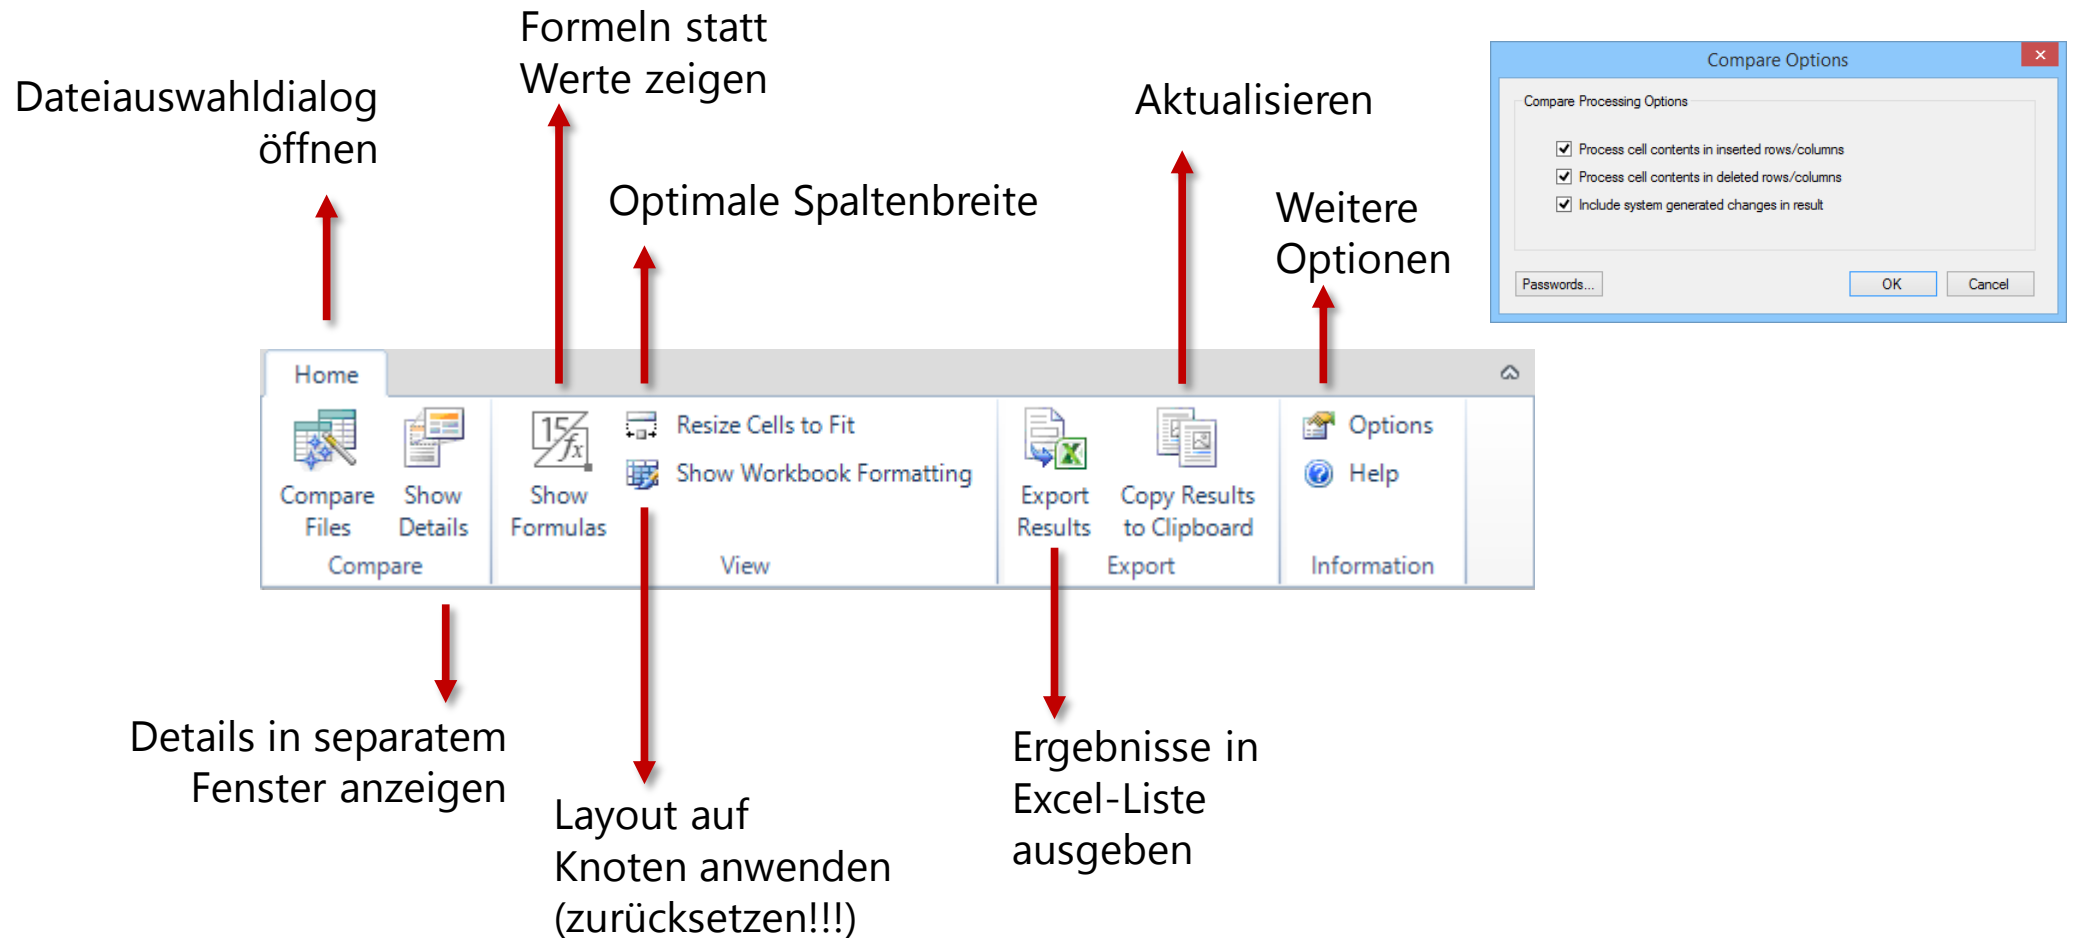 Formeln statt
Werte zeigen
Dateiauswahldialog
öffnen
Aktualisieren
Optimale Spaltenbreite
Weitere
Optionen
Compare Options
Compare Processing Options
Process cell contents in inserted rows/columns
Process cell contents in deleted rows/columns
Include system generated changes in result
Passwords...
OK
Cancel
Home
Compare
Files
Show
Details
Compare
15
fx
Show
Formulas
Resize Cells to Fit
Show Workbook Formatting
View
Export
Results
Copy Results
to Clipboard
Export
Options
Help
Information
Details in separatem
Fenster anzeigen
Layout auf
Knoten anwenden
(zurücksetzen!!!)
Ergebnisse in
Excel-Liste
ausgeben